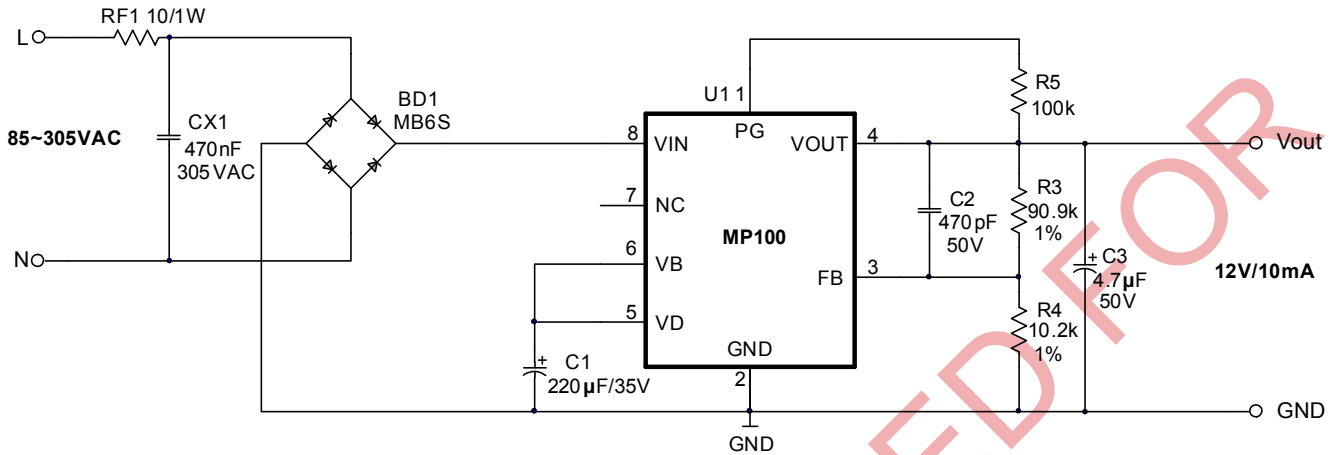 RF1 10/1W
L
85~305VAC
CX1
470nF
305VAC
N
BD1
MB6S
U1 1
PG
8
VIN
VOUT
4
7
NC
MP100
6
VB
5
VD
FB
3
GND
2
GND
C1
220µF/35V
+
R5
100k
Vout
C2
470pF
50V
R3
90.9k
1%
+
C3
4.7µF
50V
12V/10mA
R4
10.2k
1%
GND
ED FOR